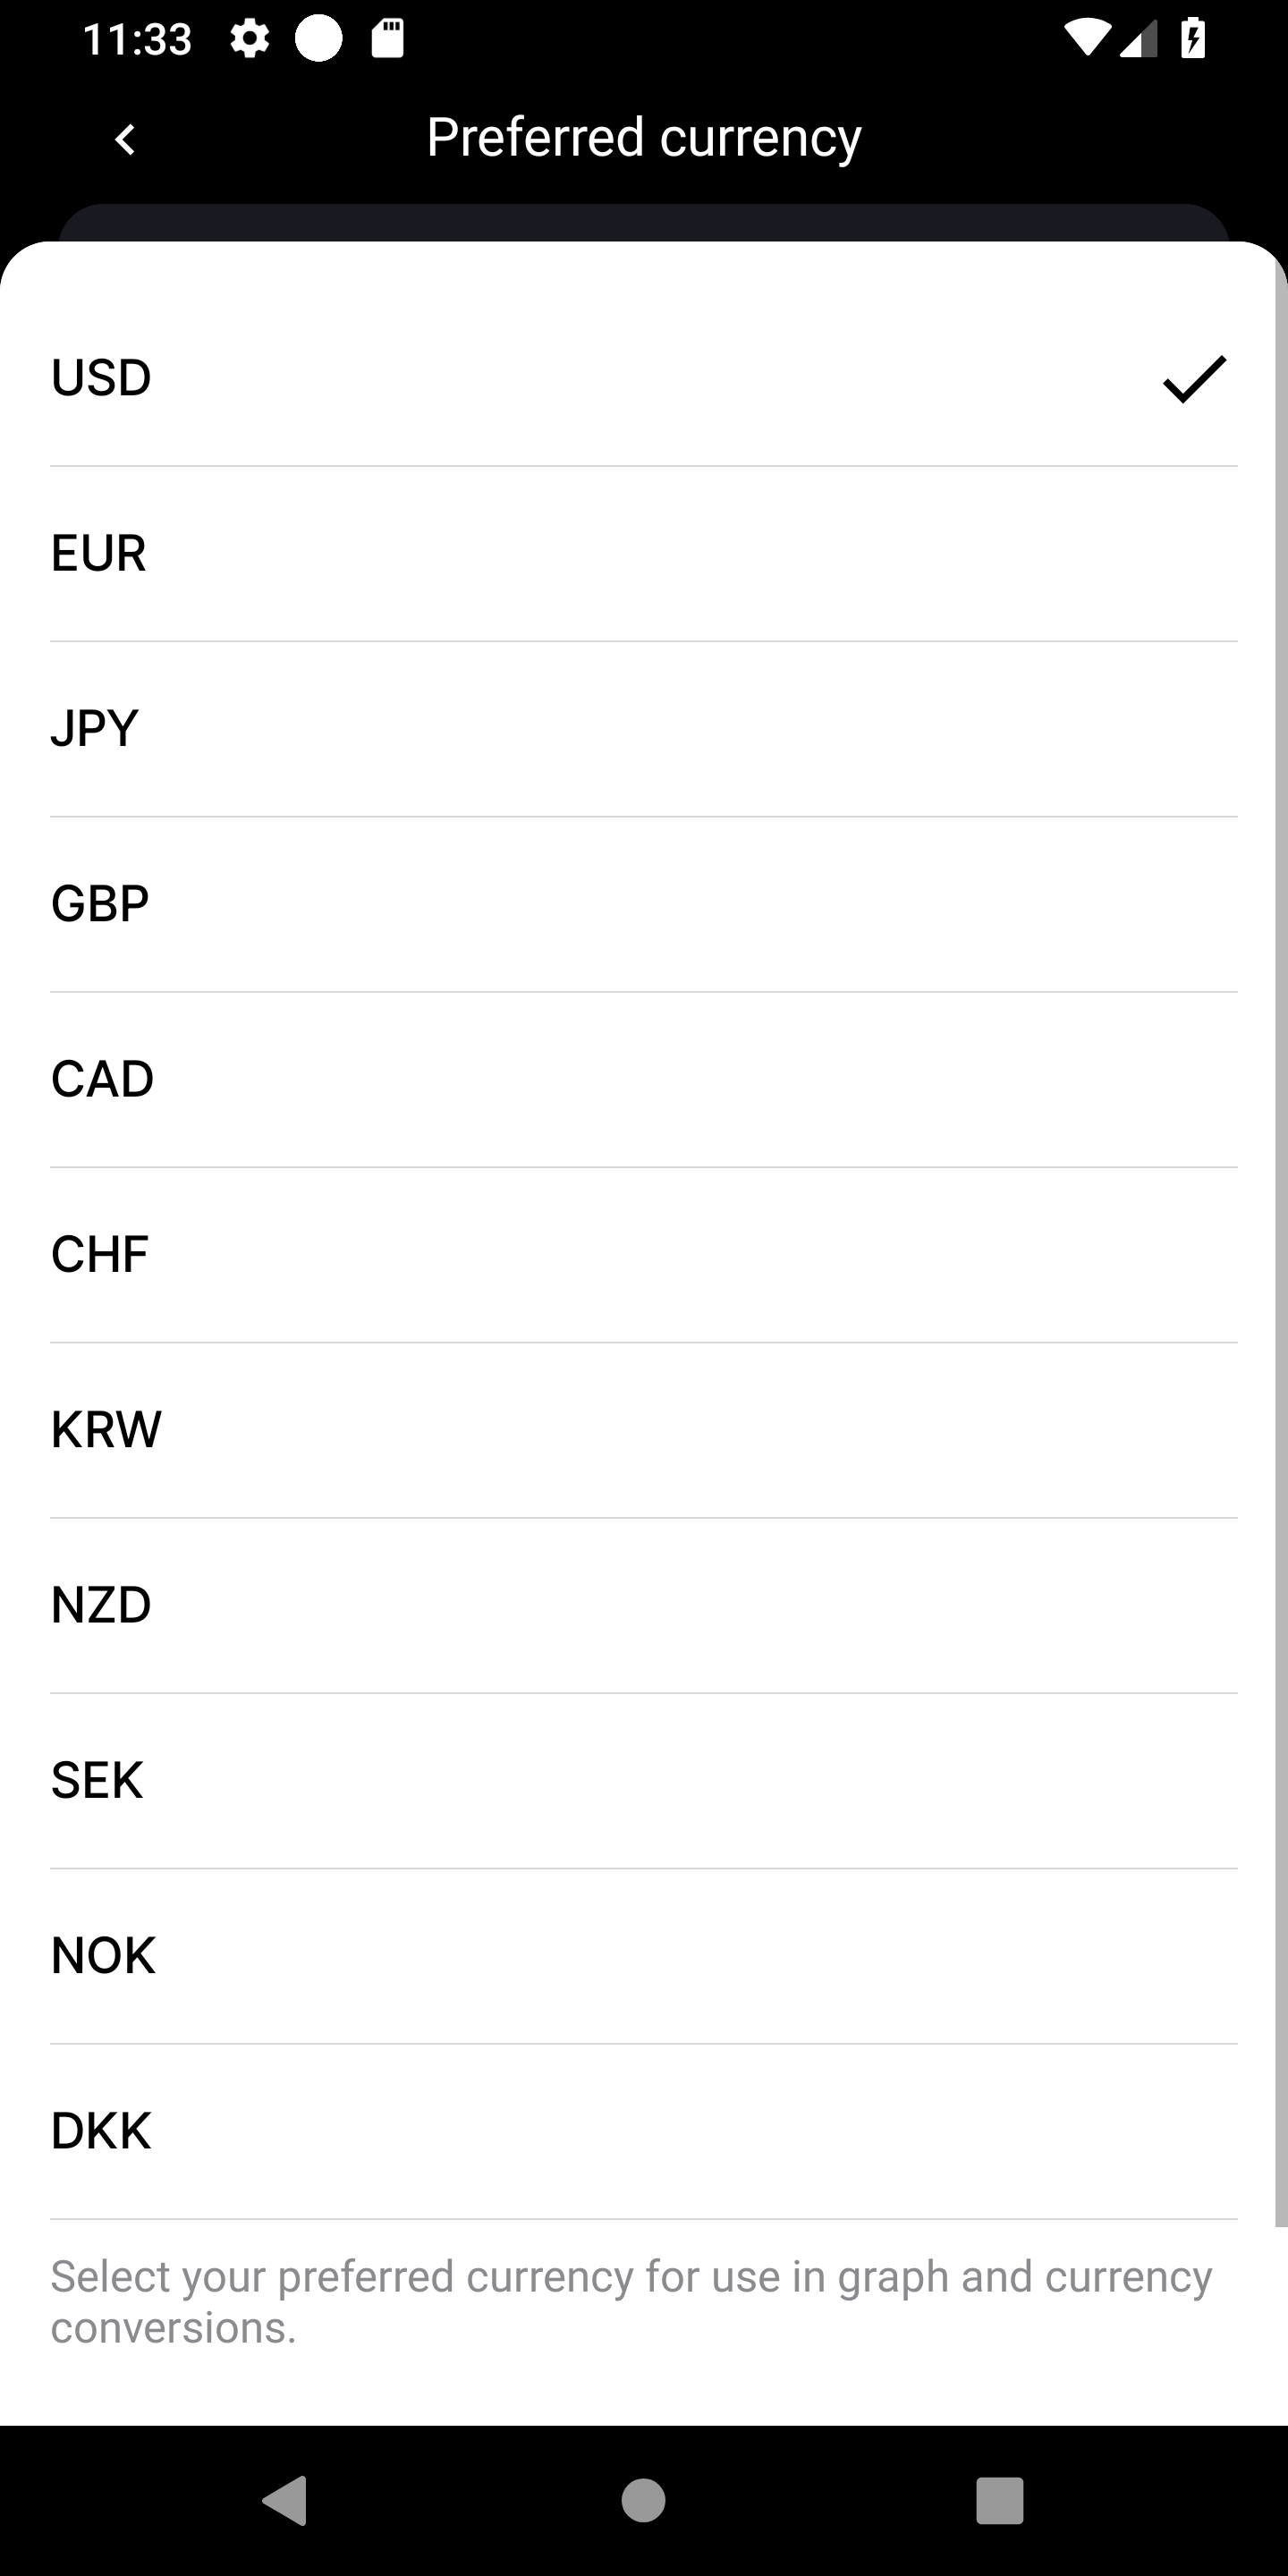 11:33
Preferred currency
USD
EUR
JPY
GBP
CAD
CHF
KRW
NZD
SEK
NOK
DKK
Select your preferred currency for use in graph and currency
conversions.